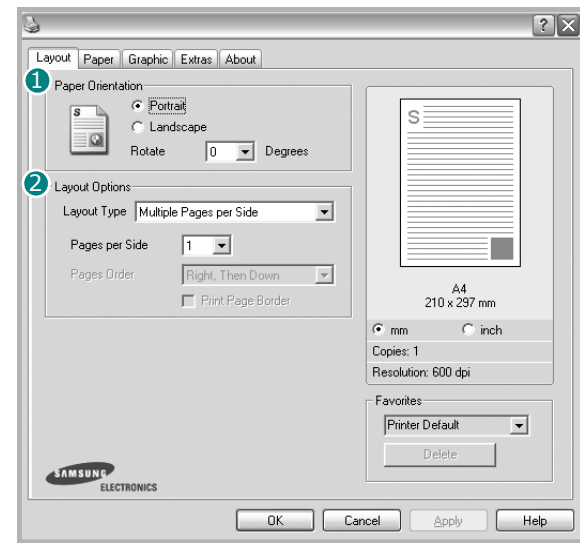 ?
Layout Paper Graphic Extras About
1
Paper Orientation
S
Portrait
Landscape
Rotate 0 Degrees
2
Layout Options
Layout Type Multiple Pages per Side
Pages per Side 1
Pages Order Right, Then Down
Print Page Border
S
A4
210 x 297 mm
mm inch
Copies: 1
Resolution: 600 dpi
Favorites
Printer Default
Delete
SAMSUNG
ELECTRONICS
OK Cancel Apply Help